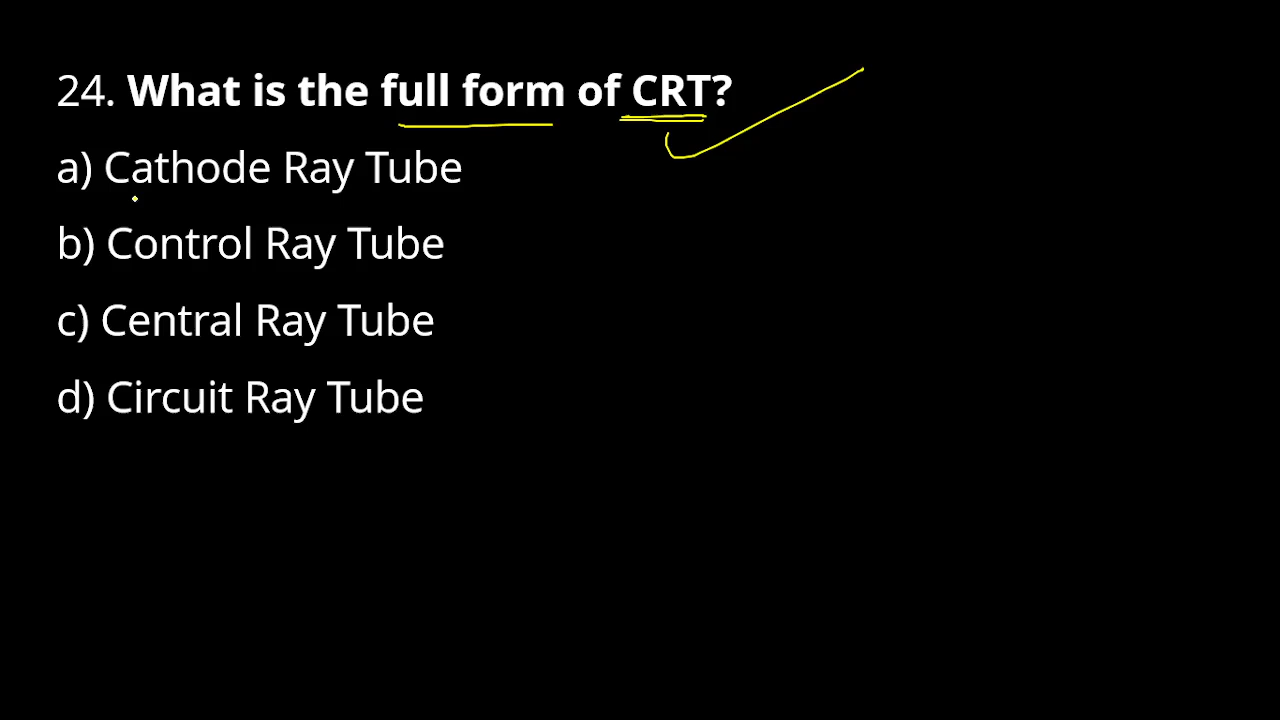 24. What is the full form of CRT?
a) Cathode Ray Tube
b) Control Ray Tube
c) Central Ray Tube
d) Circuit Ray Tube